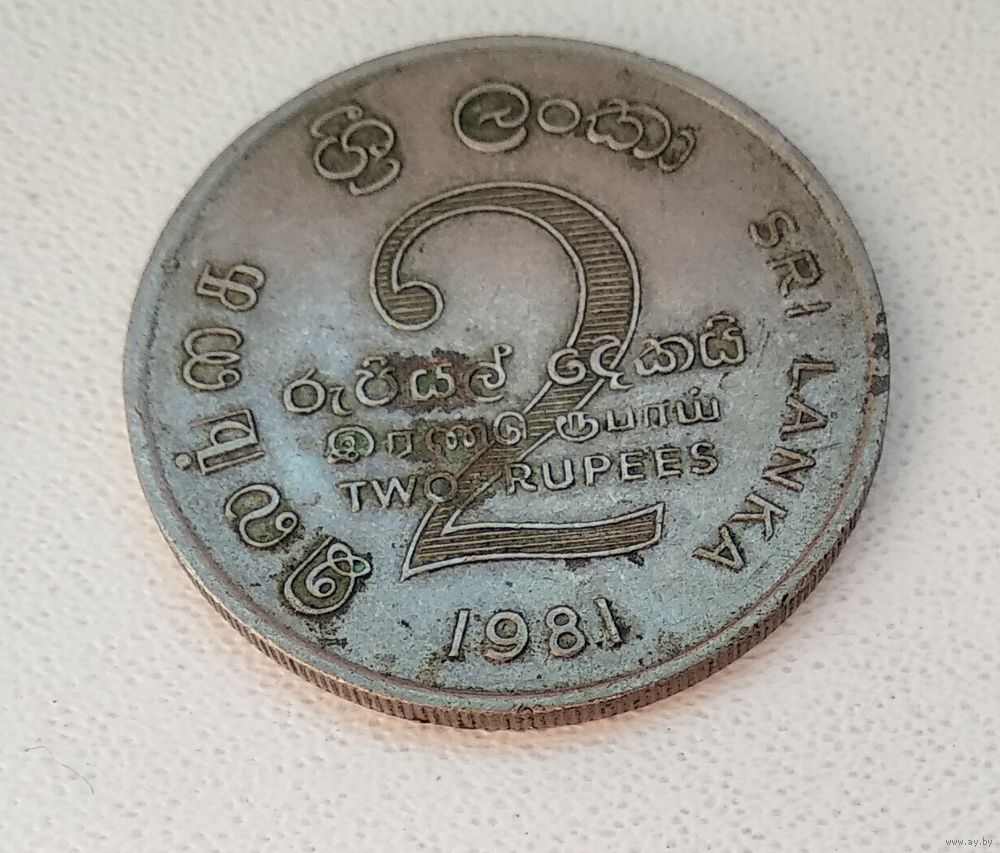 ශ්‍රී ලංකා
இலங்கை
SRI LANKA
2
රුපියල් දෙකයි
இரண்டு ரூபாய்
TWO RUPEES
1981
www.ay.by